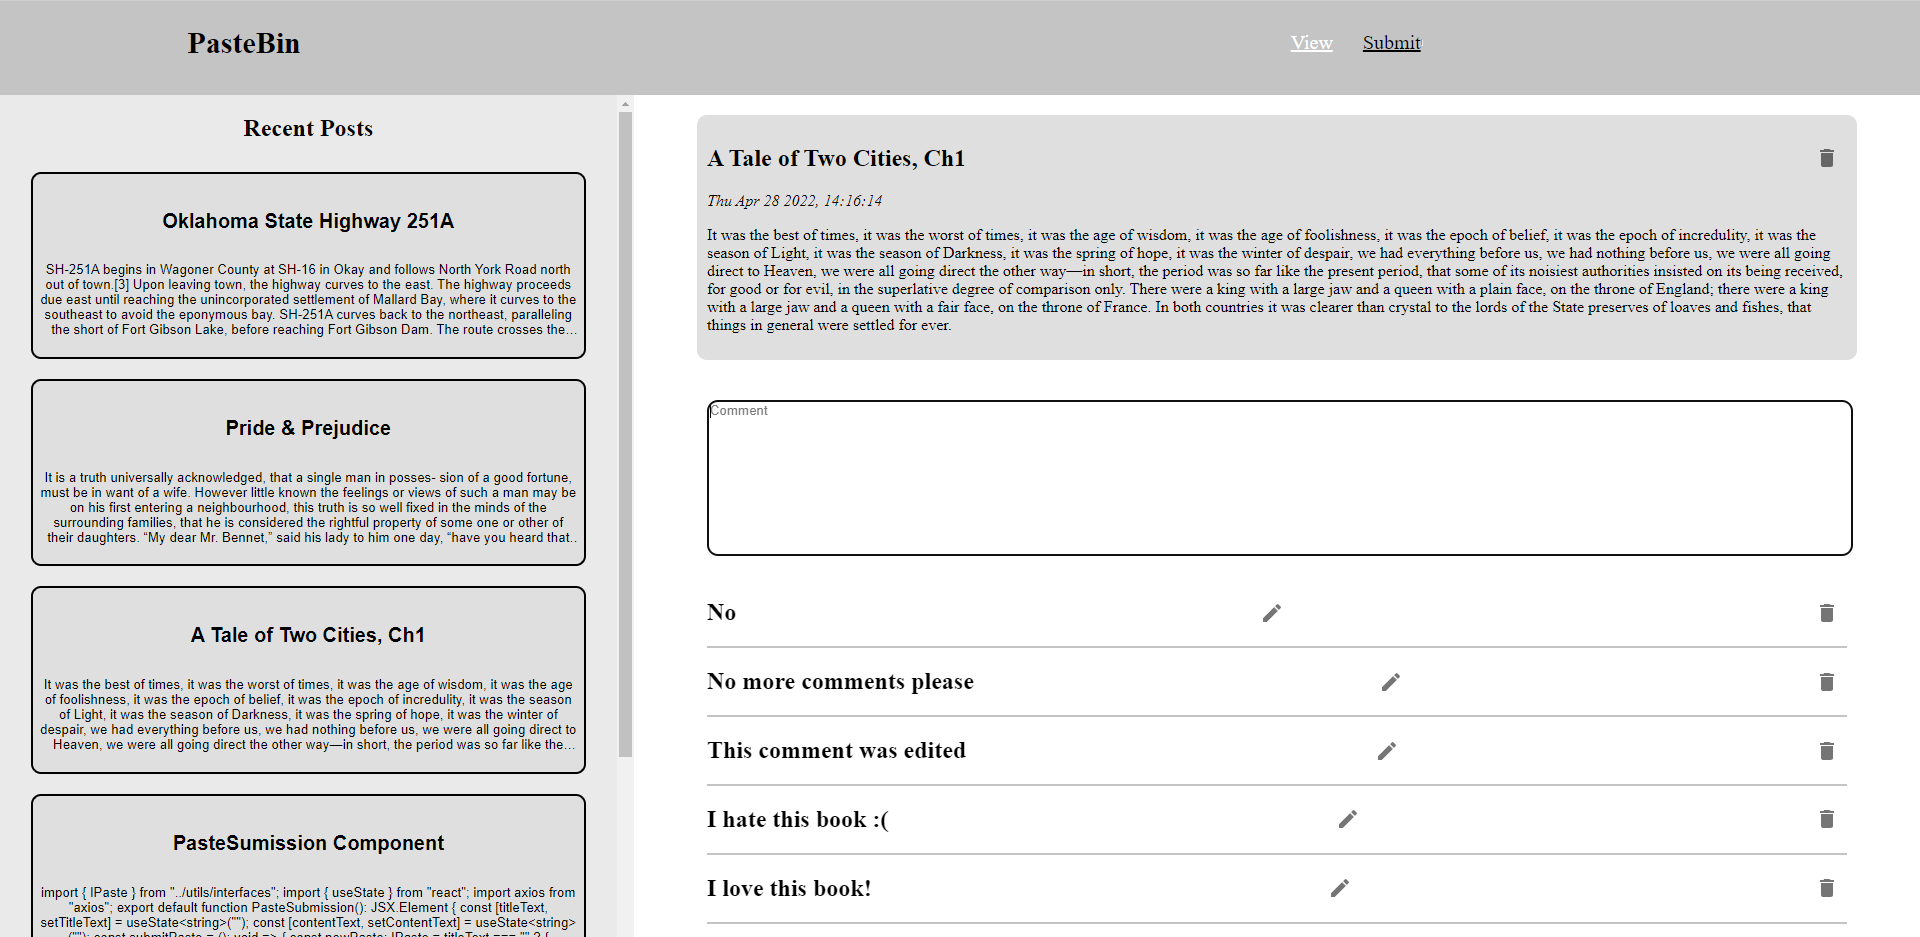 PasteBin
View Submit
Recent Posts
Oklahoma State Highway 251A
SH-251A begins in Wagoner County at SH-16 in Okay and follows North York Road north
out of town.[3] Upon leaving town, the highway curves to the east. The highway proceeds
due east until reaching the unincorporated settlement of Mallard Bay, where it curves to the
southeast to avoid the eponymous bay. SH-251A curves back to the northeast, paralleling
the short of Fort Gibson Lake, before reaching Fort Gibson Dam. The route crosses the...
Pride & Prejudice
It is a truth universally acknowledged, that a single man in posses- sion of a good fortune,
must be in want of a wife. However little known the feelings or views of such a man may be
on his first entering a neighbourhood, this truth is so well fixed in the minds of the
surrounding families, that he is considered the rightful property of some one or other of
their daughters. “My dear Mr. Bennet,” said his lady to him one day, “have you heard that..
A Tale of Two Cities, Ch1
It was the best of times, it was the worst of times, it was the age of wisdom, it was the age
of foolishness, it was the epoch of belief, it was the epoch of incredulity, it was the season
of Light, it was the season of Darkness, it was the spring of hope, it was the winter of
despair, we had everything before us, we had nothing before us, we were all going direct to
Heaven, we were all going direct the other way—in short, the period was so far like the...
PasteSumission Component
import { IPaste } from "../utils/interfaces"; import { useState } from "react"; import axios from
"axios"; export default function PasteSubmission(): JSX.Element { const [titleText,
setTitleText] = useState<string>(""); const [contentText, setContentText] = useState<string>
(""); const submitPaste = (): void => { const newPaste: IPaste = titleText === "" ? {
A Tale of Two Cities, Ch1
Thu Apr 28 2022, 14:16:14
It was the best of times, it was the worst of times, it was the age of wisdom, it was the age of foolishness, it was the epoch of belief, it was the epoch of incredulity, it was the
season of Light, it was the season of Darkness, it was the spring of hope, it was the winter of despair, we had everything before us, we had nothing before us, we were all going
direct to Heaven, we were all going direct the other way—in short, the period was so far like the present period, that some of its noisiest authorities insisted on its being received,
for good or for evil, in the superlative degree of comparison only. There were a king with a large jaw and a queen with a plain face, on the throne of England; there were a king
with a large jaw and a queen with a fair face, on the throne of France. In both countries it was clearer than crystal to the lords of the State preserves of loaves and fishes, that
things in general were settled for ever.
Comment
No
No more comments please
This comment was edited
I hate this book :(
I love this book!